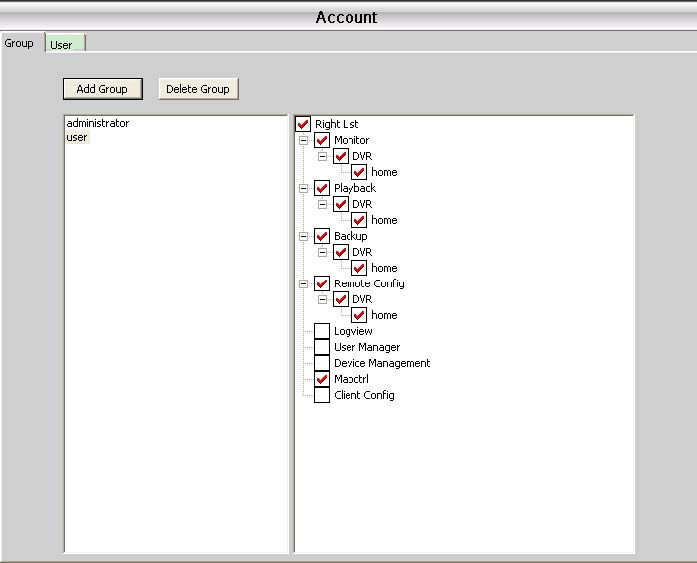 Account
Group
User
Add Group
Delete Group
administrator
user
Right List
Monitor
DVR
home
Playback
DVR
home
Backup
DVR
home
Remote Config
DVR
home
Logview
User Manager
Device Management
Mapctrl
Client Config